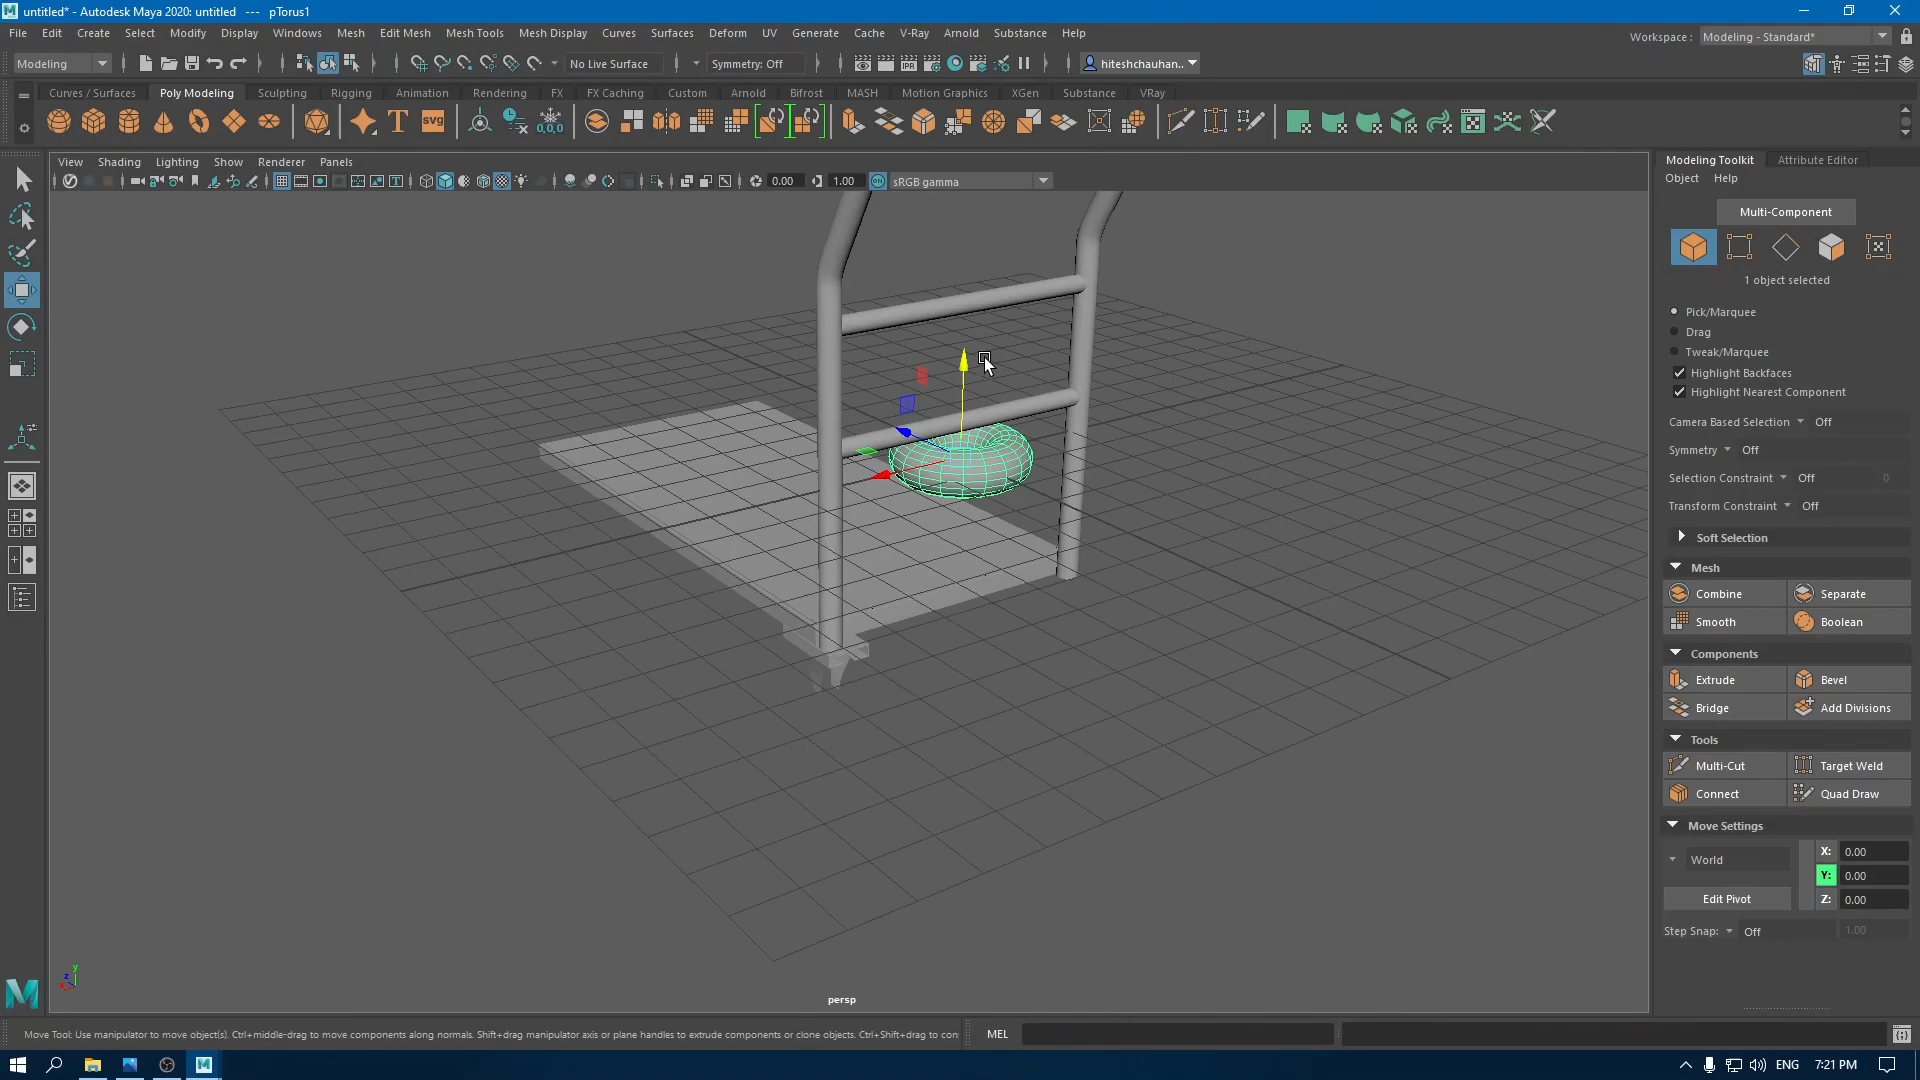 untitled* - Autodesk Maya 2020: untitled   ---   pTorus1
File Edit Create Select Modify Display Windows Mesh Edit Mesh Mesh Tools Mesh Display Curves Surfaces Deform UV Generate Cache V-Ray Arnold Substance Help
Workspace : Modeling - Standard*
Modeling
No Live Surface
Symmetry: Off
hiteshchauhan..
Curves / Surfaces Poly Modeling Sculpting Rigging Animation Rendering FX FX Caching Custom Arnold Bifrost MASH Motion Graphics XGen Substance VRay
T svg 0,0,0
View Shading Lighting Show Renderer Panels
0.00 1.00 ON sRGB gamma
Modeling Toolkit Attribute Editor
Object Help
Multi-Component
1 object selected
Pick/Marquee
Drag
Tweak/Marquee
Highlight Backfaces
Highlight Nearest Component
Camera Based Selection Off
Symmetry Off
Selection Constraint Off 0
Transform Constraint Off
Soft Selection
Mesh
Combine Separate
Smooth Boolean
Components
Extrude Bevel
Bridge Add Divisions
Tools
Multi-Cut Target Weld
Connect Quad Draw
Move Settings
World
X: 0.00
Y: 0.00
Edit Pivot
Z: 0.00
Step Snap: Off 1.00
y
z
x
persp
Move Tool: Use manipulator to move object(s). Ctrl+middle-drag to move components along normals. Shift+drag manipulator axis or plane handles to extrude components or clone objects. Ctrl+Shift+drag to con
MEL
ENG 7:21 PM